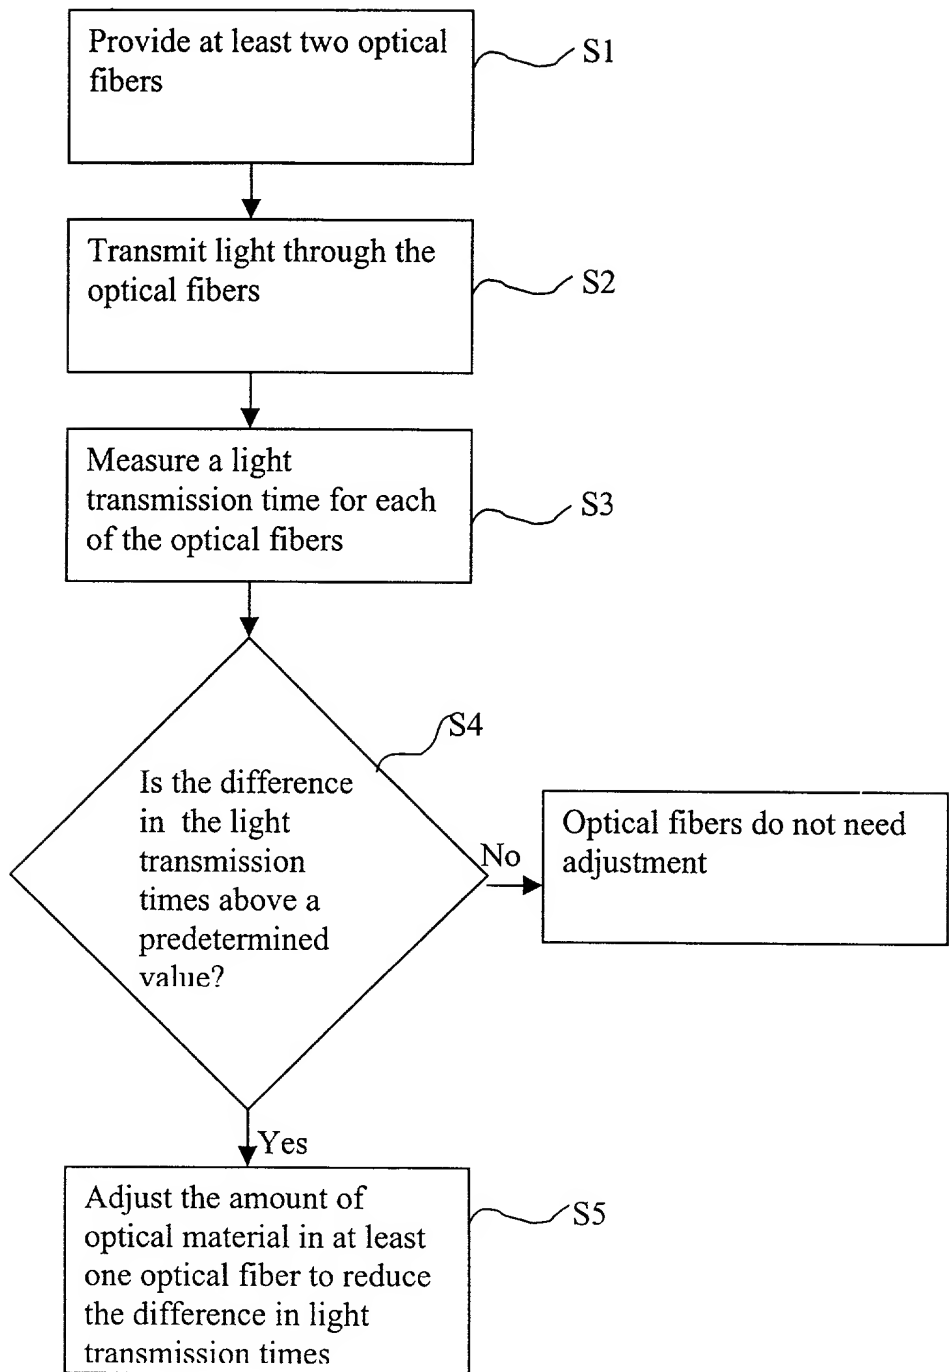 Provide at least two optical
fibers
S1
Transmit light through the
optical fibers
S2
Measure a light
transmission time for each
of the optical fibers
S3
S4
Is the difference
in the light
transmission
times above a
predetermined
value?
No
Optical fibers do not need
adjustment
Yes
Adjust the amount of
optical material in at least
one optical fiber to reduce
the difference in light
transmission times
S5